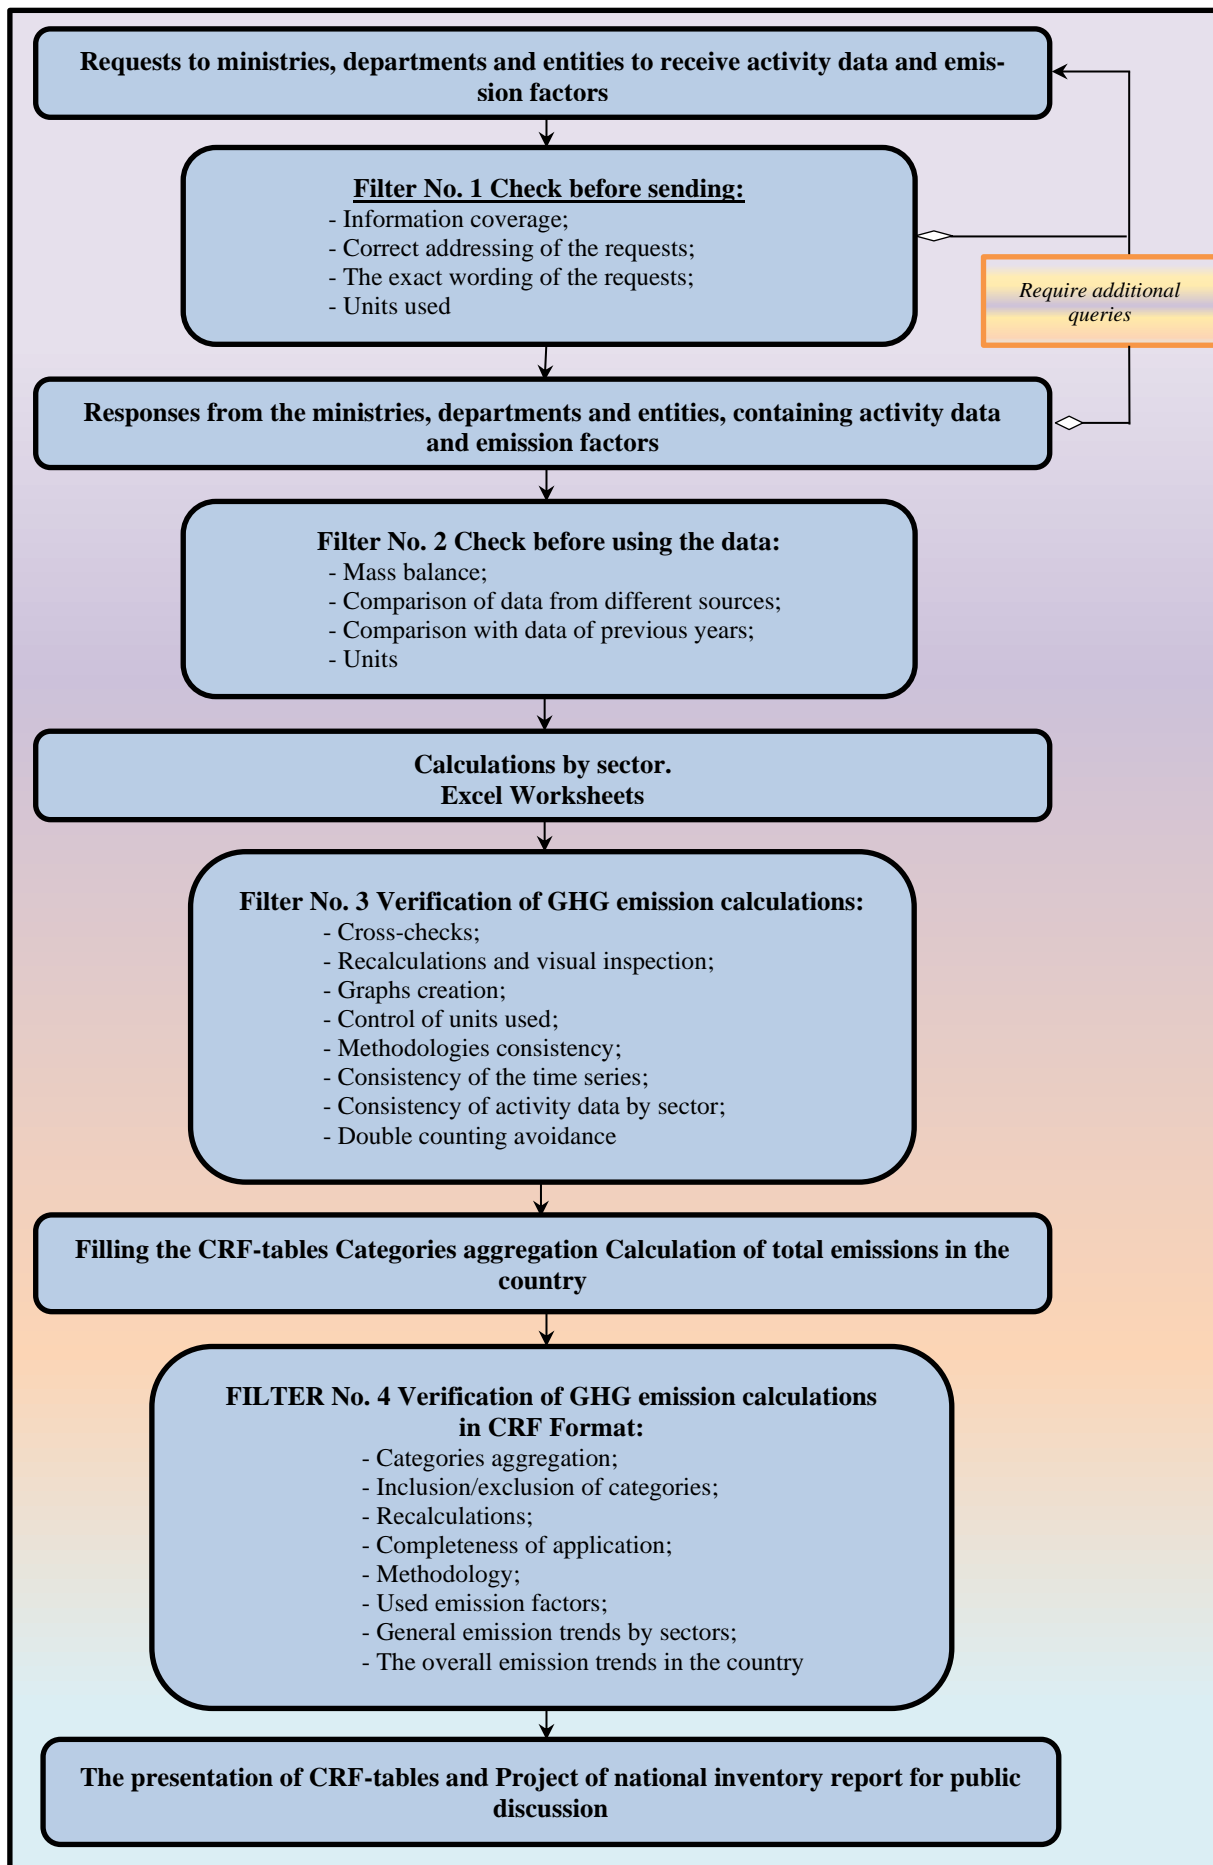 Requests to ministries, departments and entities to receive activity data and emis-
sion factors
Filter No. 1 Check before sending:
- Information coverage;
- Correct addressing of the requests;
- The exact wording of the requests;
- Units used
Require additional
queries
Responses from the ministries, departments and entities, containing activity data
and emission factors
Filter No. 2 Check before using the data:
- Mass balance;
- Comparison of data from different sources;
- Comparison with data of previous years;
- Units
Calculations by sector.
Excel Worksheets
Filter No. 3 Verification of GHG emission calculations:
- Cross-checks;
- Recalculations and visual inspection;
- Graphs creation;
- Control of units used;
- Methodologies consistency;
- Consistency of the time series;
- Consistency of activity data by sector;
- Double counting avoidance
Filling the CRF-tables Categories aggregation Calculation of total emissions in the
country
FILTER No. 4 Verification of GHG emission calculations
in CRF Format:
- Categories aggregation;
- Inclusion/exclusion of categories;
- Recalculations;
- Completeness of application;
- Methodology;
- Used emission factors;
- General emission trends by sectors;
- The overall emission trends in the country
The presentation of CRF-tables and Project of national inventory report for public
discussion